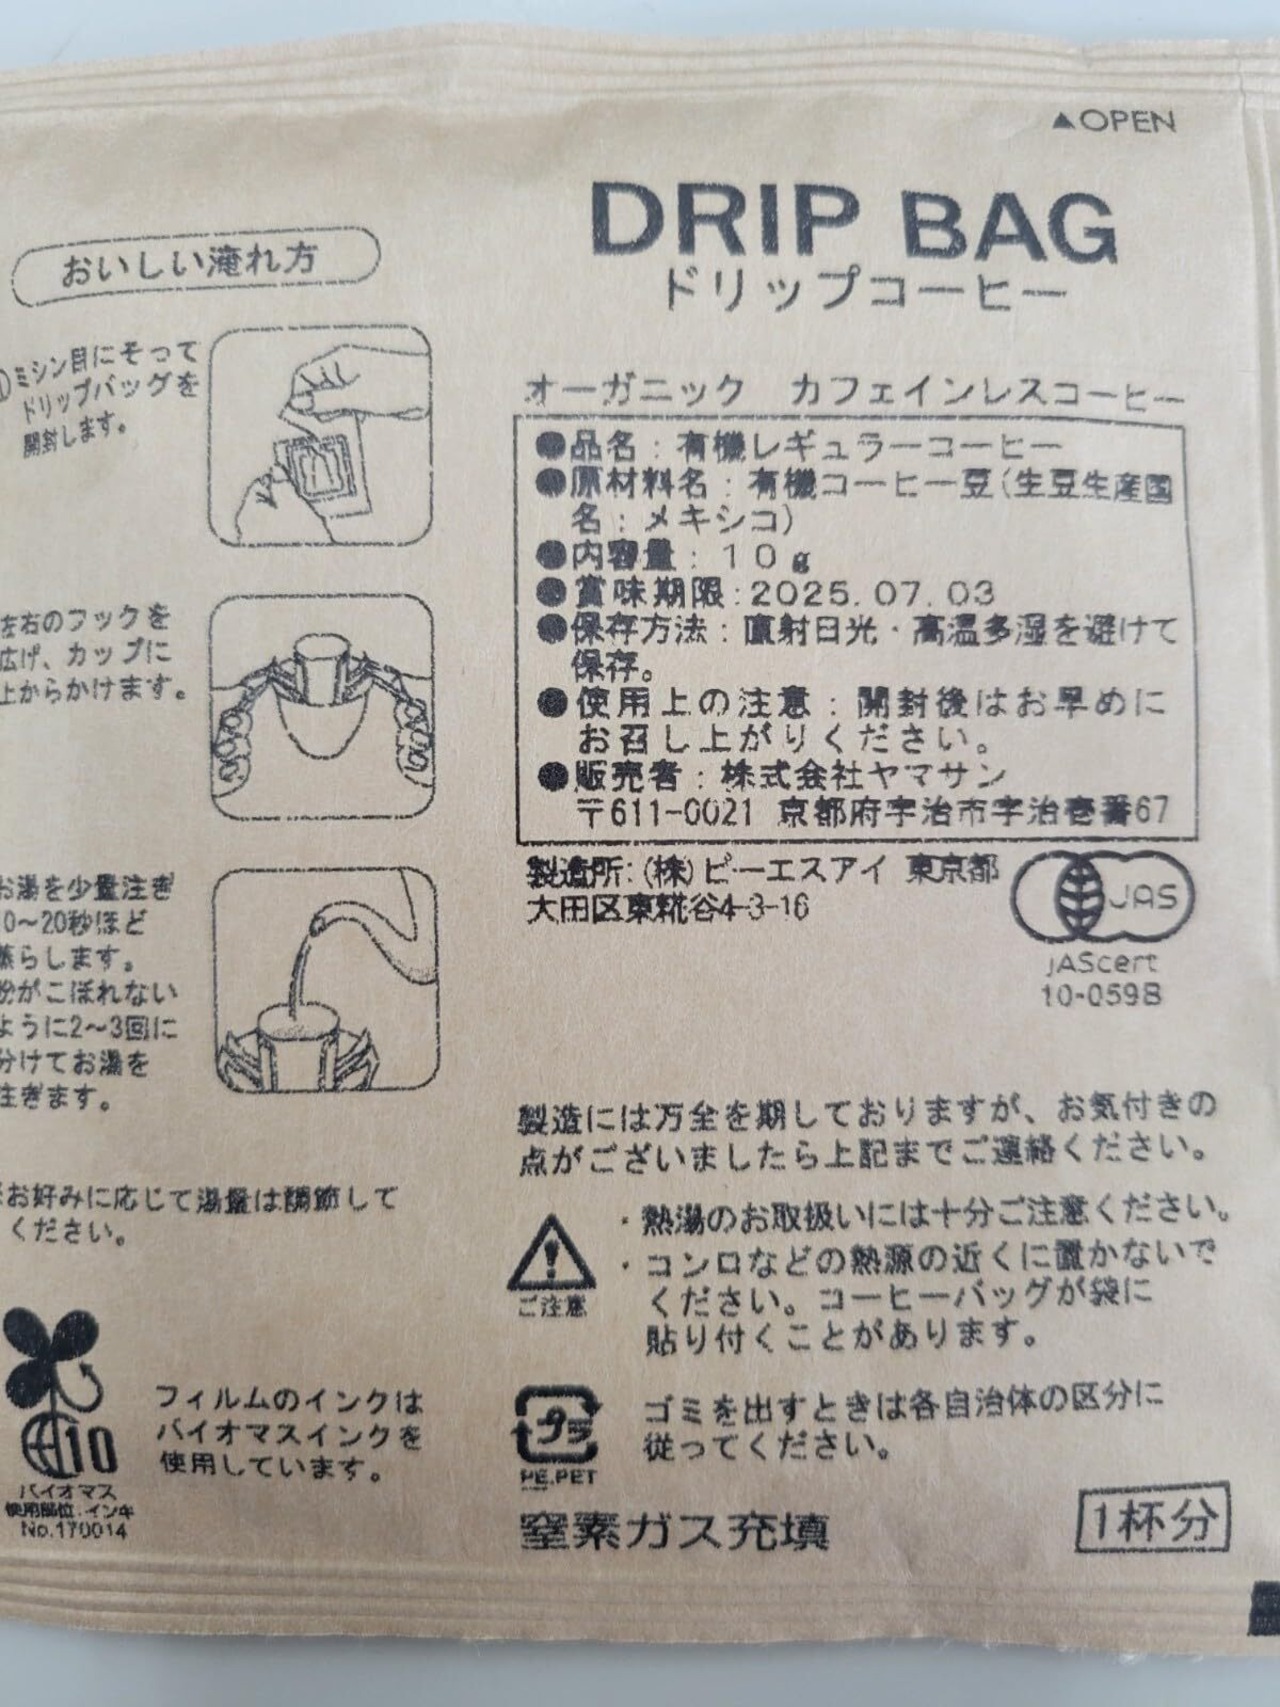 ▲OPEN
DRIP BAG
ドリップコーヒー
おいしい淹れ方
①ミシン目にそって
ドリップバッグを
開封します。
左右のフックを
広げ、カップに
上からかけます。
お湯を少量注ぎ
0～20秒ほど
蒸らします。
粉がこぼれない
ように2～3回に
分けてお湯を
注ぎます。
お好みに応じて湯量は調節して
ください。
10
バイオマス
使用部位:インキ
No.170014
フィルムのインクは
バイオマスインクを
使用しています。
オーガニック カフェインレスコーヒー
●品名：有機レギュラーコーヒー
●原材料名：有機コーヒー豆(生豆生産国
名：メキシコ)
●内容量：10g
●賞味期限:2025.07.03
●保存方法：直射日光・高温多湿を避けて
保存。
●使用上の注意：開封後はお早めに
お召し上がりください。
●販売者：株式会社ヤマサン
〒611-0021 京都府宇治市宇治壱番67
製造所:(株)ピーエスアイ 東京都
大田区東糀谷4-3-16
JAS
JAScert
10-059B
製造には万全を期しておりますが、お気付きの
点がございましたら上記までご連絡ください。
ご注意
・熱湯のお取扱いには十分ご注意ください。
・コンロなどの熱源の近くに置かないで
ください。コーヒーバッグが袋に
貼り付くことがあります。
プラ
PE.PET
ゴミを出すときは各自治体の区分に
従ってください。
窒素ガス充填
1杯分